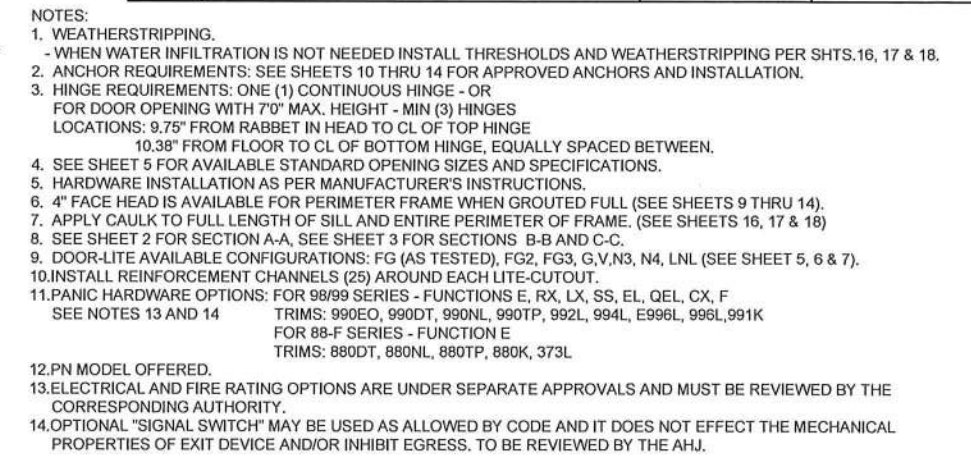 NOTES:
1. WEATHERSTRIPPING.
- WHEN WATER INFILTRATION IS NOT NEEDED INSTALL THRESHOLDS AND WEATHERSTRIPPING PER SHTS.16, 17 & 18.
2. ANCHOR REQUIREMENTS: SEE SHEETS 10 THRU 14 FOR APPROVED ANCHORS AND INSTALLATION.
3. HINGE REQUIREMENTS: ONE (1) CONTINUOUS HINGE - OR
FOR DOOR OPENING WITH 7'0" MAX. HEIGHT - MIN (3) HINGES
LOCATIONS: 9.75" FROM RABBET IN HEAD TO CL OF TOP HINGE
10.38" FROM FLOOR TO CL OF BOTTOM HINGE, EQUALLY SPACED BETWEEN.
4. SEE SHEET 5 FOR AVAILABLE STANDARD OPENING SIZES AND SPECIFICATIONS.
5. HARDWARE INSTALLATION AS PER MANUFACTURER'S INSTRUCTIONS.
6. 4" FACE HEAD IS AVAILABLE FOR PERIMETER FRAME WHEN GROUTED FULL (SEE SHEETS 9 THRU 14).
7. APPLY CAULK TO FULL LENGTH OF SILL AND ENTIRE PERIMETER OF FRAME. (SEE SHEETS 16, 17 & 18)
8. SEE SHEET 2 FOR SECTION A-A, SEE SHEET 3 FOR SECTIONS B-B AND C-C.
9. DOOR-LITE AVAILABLE CONFIGURATIONS: FG (AS TESTED), FG2, FG3, G,V,N3, N4, LNL (SEE SHEET 5, 6 & 7).
10.INSTALL REINFORCEMENT CHANNELS (25) AROUND EACH LITE-CUTOUT.
11.PANIC HARDWARE OPTIONS: FOR 98/99 SERIES - FUNCTIONS E, RX, LX, SS, EL, QEL, CX, F
SEE NOTES 13 AND 14 TRIMS: 990EO, 990DT, 990NL, 990TP, 992L, 994L, E996L, 996L,991K
FOR 88-F SERIES - FUNCTION E
TRIMS: 880DT, 880NL, 880TP, 880K, 373L
12.PN MODEL OFFERED.
13.ELECTRICAL AND FIRE RATING OPTIONS ARE UNDER SEPARATE APPROVALS AND MUST BE REVIEWED BY THE
CORRESPONDING AUTHORITY.
14.OPTIONAL "SIGNAL SWITCH" MAY BE USED AS ALLOWED BY CODE AND IT DOES NOT EFFECT THE MECHANICAL
PROPERTIES OF EXIT DEVICE AND/OR INHIBIT EGRESS. TO BE REVIEWED BY THE AHJ.